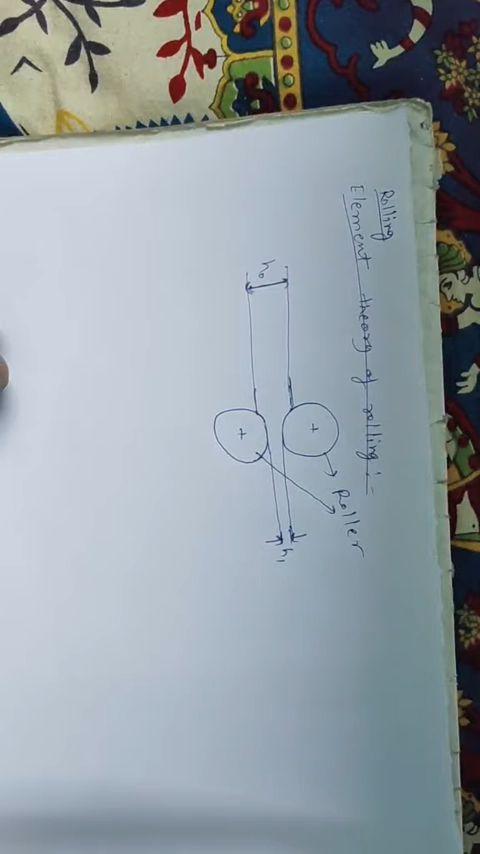 Rolling
Element theory of rolling :-
h₀
Roller
h₁